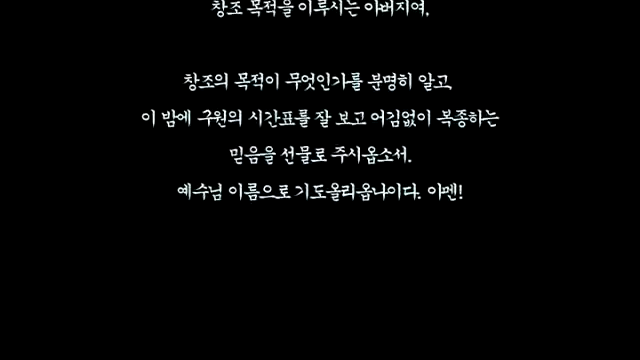 창조 목적을 이루시는 아버지여,
창조의 목적이 무엇인가를 분명히 알고,
이 밤에 구원의 시간표를 잘 보고 어김없이 복종하는
믿음을 선물로 주시옵소서.
예수님 이름으로 기도올리옵나이다. 아멘!